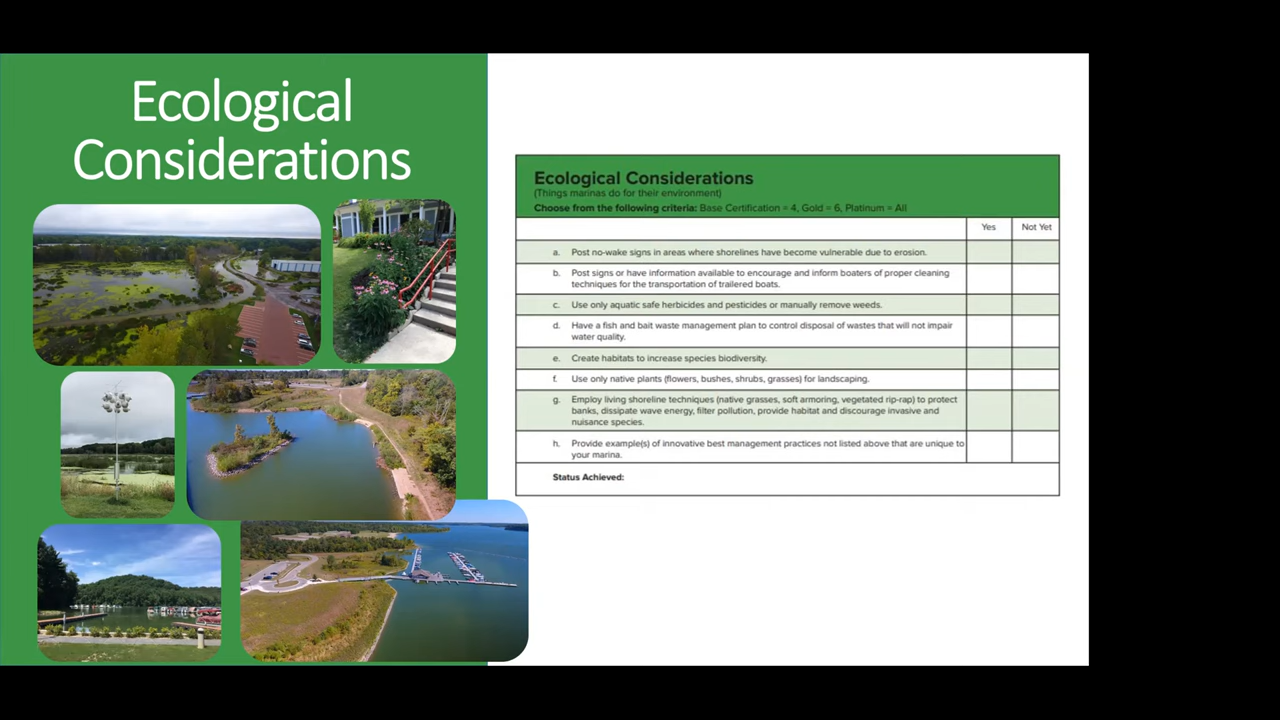 Ecological
Considerations
Ecological Considerations
(Things marinas do for their environment)
Choose from the following criteria: Base Certification = 4, Gold = 6, Platinum = All
Yes
Not Yet
a. Post no-wake signs in areas where shorelines have become vulnerable due to erosion.
b. Post signs or have information available to encourage and inform boaters of proper cleaning
techniques for the transportation of trailered boats.
c. Use only aquatic safe herbicides and pesticides or manually remove weeds.
d. Have a fish and bait waste management plan to control disposal of wastes that will not impair
water quality.
e. Create habitats to increase species biodiversity.
f. Use only native plants (flowers, bushes, shrubs, grasses) for landscaping.
g. Employ living shoreline techniques (native grasses, soft armoring, vegetated rip-rap) to protect
banks, dissipate wave energy, filter pollution, provide habitat and discourage invasive and
nuisance species.
h. Provide example(s) of innovative best management practices not listed above that are unique to
your marina.
Status Achieved: